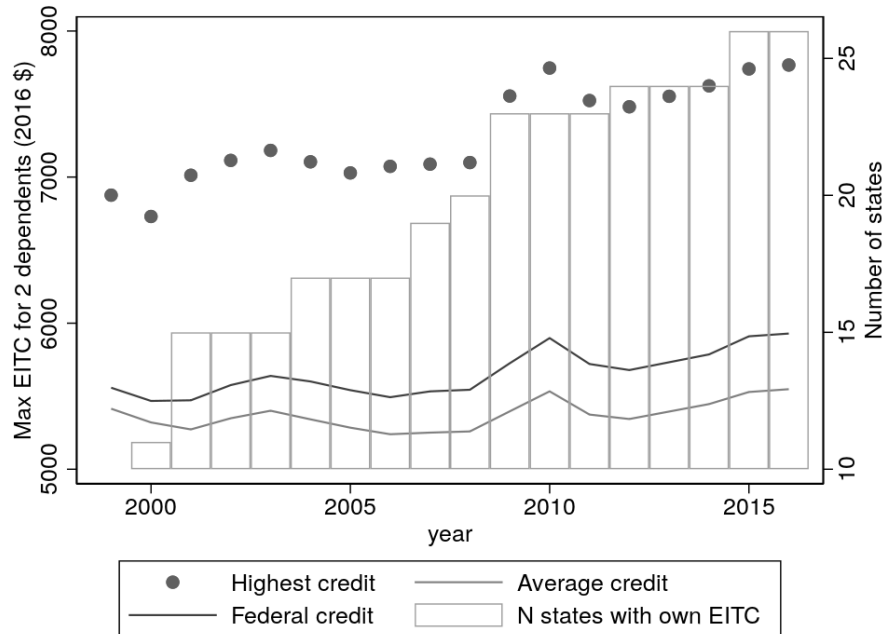 Max EITC for 2 dependents (2016 $)
8000
7000
6000
5000
25
20
15
10
Number of states
2000 2005 2010 2015
year
Highest credit Average credit
Federal credit N states with own EITC